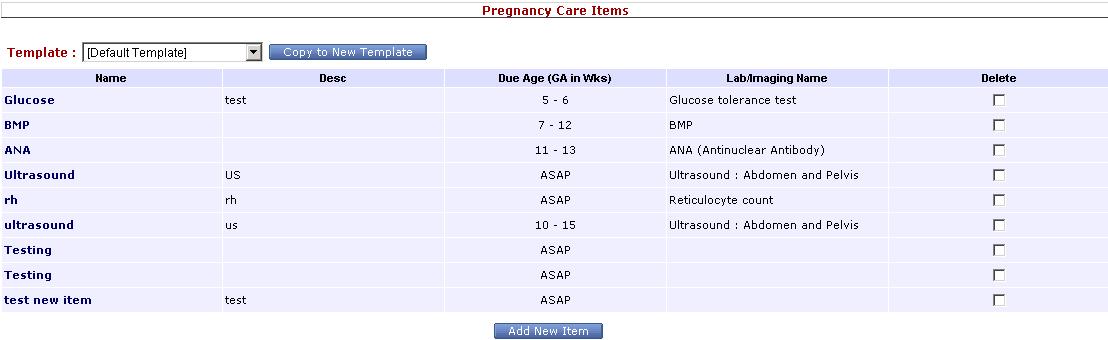 Pregnancy Care Items
Template : [Default Template] Copy to New Template
Name Desc Due Age (GA in Wks) Lab/Imaging Name Delete
Glucose test 5 - 6 Glucose tolerance test
BMP 7 - 12 BMP
ANA 11 - 13 ANA (Antinuclear Antibody)
Ultrasound US ASAP Ultrasound : Abdomen and Pelvis
rh rh ASAP Reticulocyte count
ultrasound us 10 - 15 Ultrasound : Abdomen and Pelvis
Testing ASAP
Testing ASAP
test new item test ASAP
Add New Item